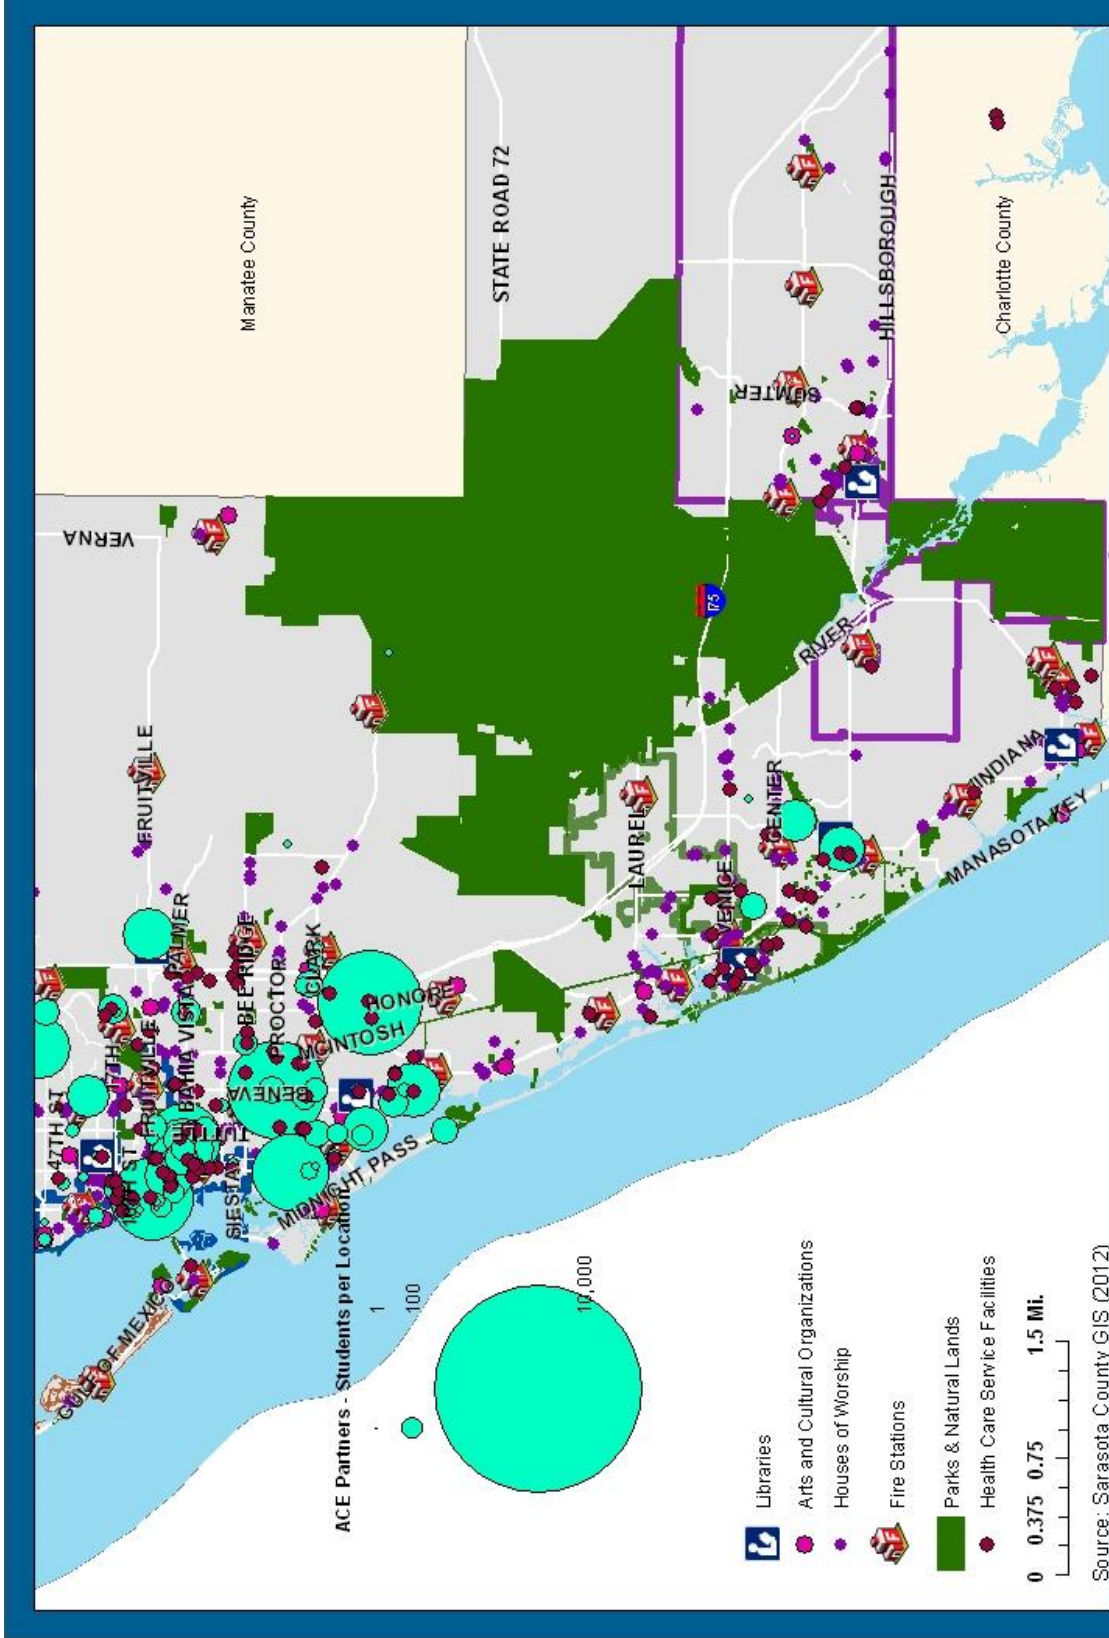 Manatee County
VERNA
STATE ROAD 72
FRUITVILLE
SUMTER
HILLSBOROUGH
Charlotte County
75
RIVER
LAUREL
CENTER
VENICE
INDIANA
MANASOTA KEY
PALMER
BEE RIDGE
PROCTOR
CLARK
HONORE
MCINTOSH
BENEVA
BAHIA VISTA
FRUITVILLE
17TH
47TH ST
SIESTA
MIDNIGHT PASS
GULF OF MEXICO
ACE Partners - Students per Location
1
100
10,000
Libraries
Arts and Cultural Organizations
Houses of Worship
Fire Stations
Parks & Natural Lands
Health Care Service Facilities
0 0.375 0.75 1.5 Mi.
Source: Sarasota County GIS (2012)